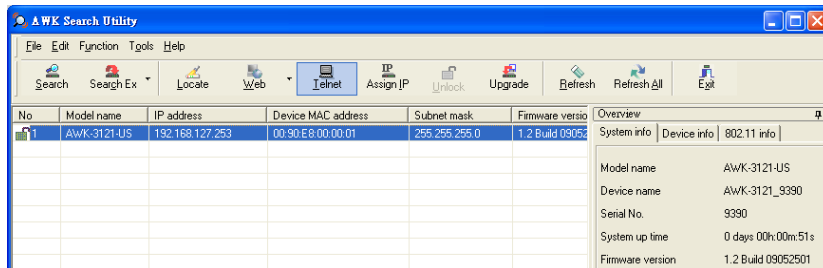 AWK Search Utility
File Edit Function Tools Help
Search Search Ex Locate Web Telnet Assign IP Unlock Upgrade Refresh Refresh All Exit
No Model name IP address Device MAC address Subnet mask Firmware versio
1 AWK-3121-US 192.168.127.253 00:90:E8:00:00:01 255.255.255.0 1.2 Build 09052
Overview
System info Device info 802.11 info
Model name AWK-3121-US
Device name AWK-3121_9390
Serial No. 9390
System up time 0 days 00h:00m:51s
Firmware version 1.2 Build 09052501